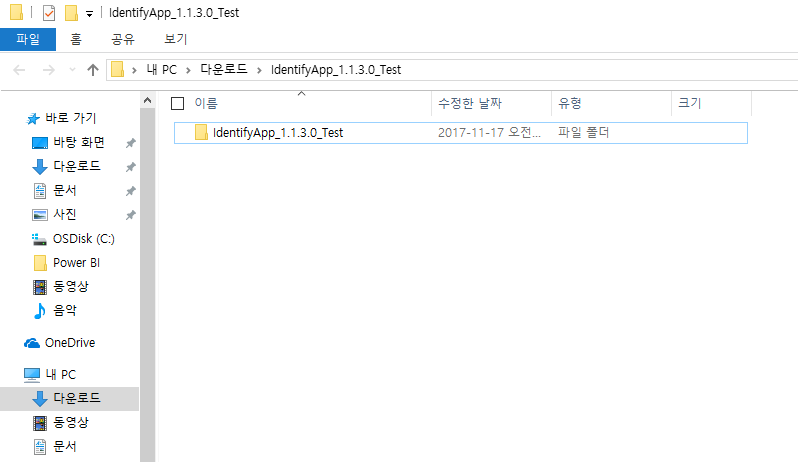 IdentifyApp_1.1.3.0_Test
파일 홈 공유 보기
내 PC 다운로드 IdentifyApp_1.1.3.0_Test
이름 수정한 날짜 유형 크기
IdentifyApp_1.1.3.0_Test 2017-11-17 오전... 파일 폴더
바로 가기
바탕 화면
다운로드
문서
사진
OSDisk (C:)
Power BI
동영상
음악
OneDrive
내 PC
다운로드
동영상
문서